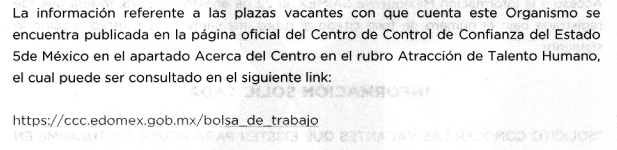 La información referente a las plazas vacantes con que cuenta este Organismo se
encuentra publicada en la página oficial del Centro de Control de Confianza del Estado
5de México en el apartado Acerca del Centro en el rubro Atracción de Talento Humano,
el cual puede ser consultado en el siguiente link:
https://ccc.edomex.gob.mx/bolsa_de_trabajo